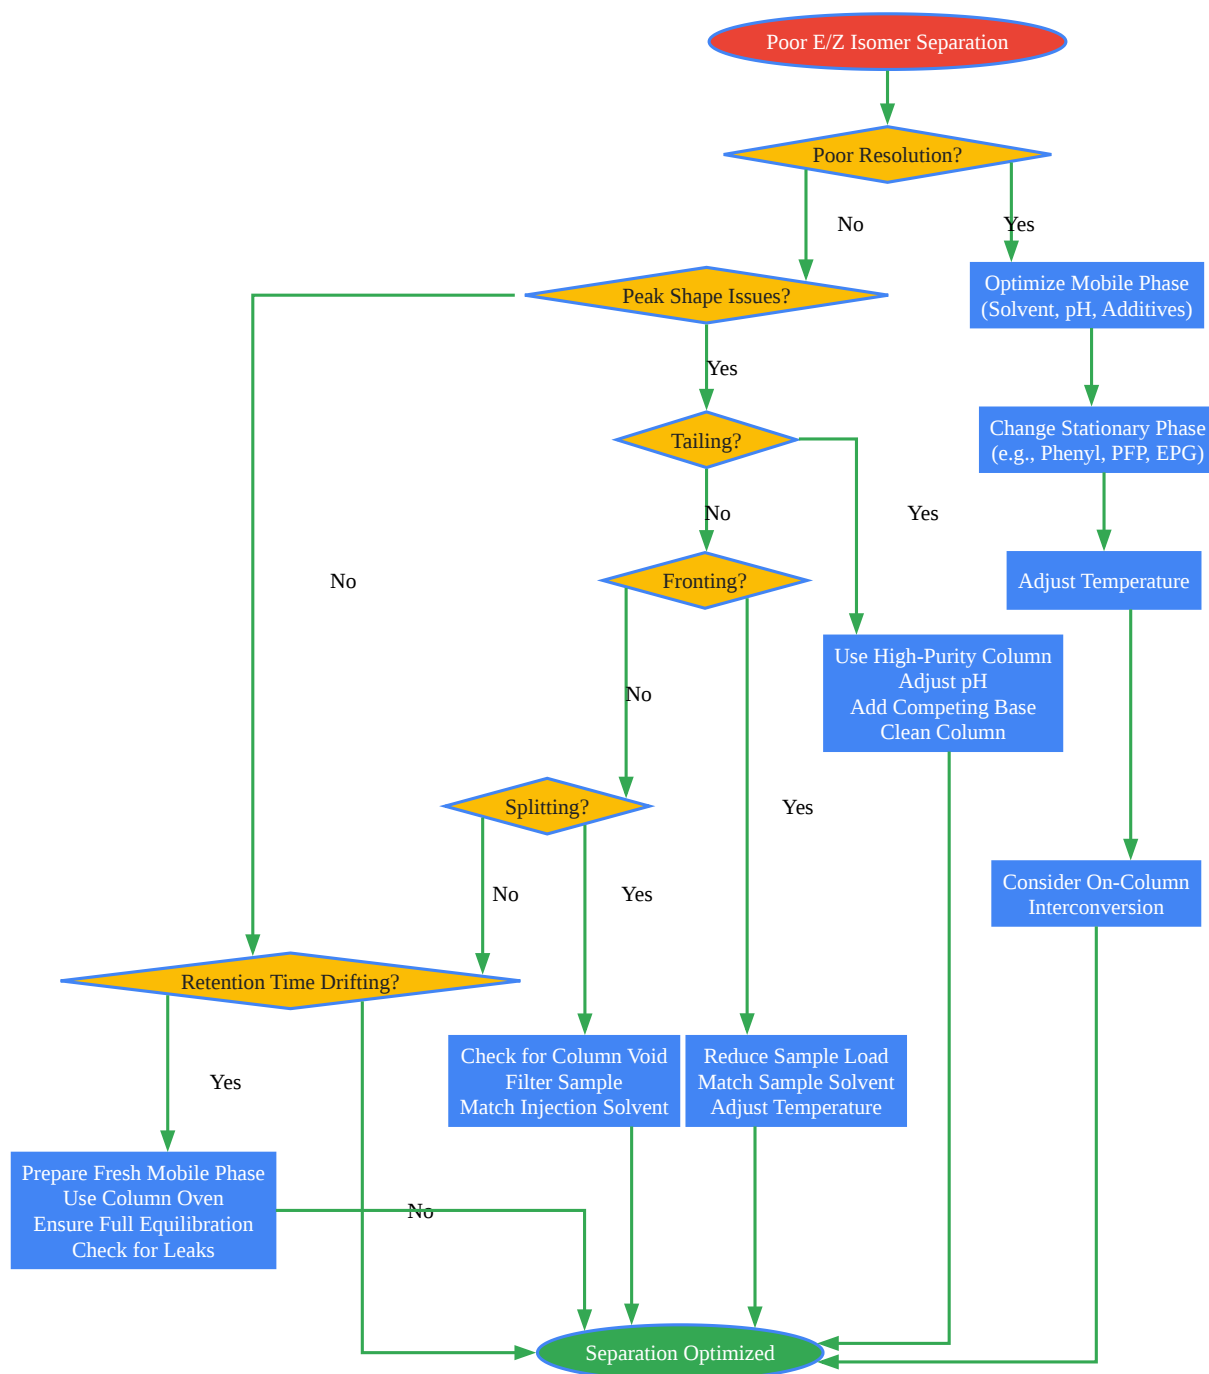 Poor E/Z Isomer Separation
Poor Resolution?
No
Yes
Optimize Mobile Phase
(Solvent, pH, Additives)
Peak Shape Issues?
Yes
Change Stationary Phase
(e.g., Phenyl, PFP, EPG)
Tailing?
No
Yes
No
Fronting?
Adjust Temperature
Use High-Purity Column
Adjust pH
Add Competing Base
Clean Column
No
Splitting?
Yes
No
Yes
Consider On-Column
Interconversion
Retention Time Drifting?
Yes
Check for Column Void
Filter Sample
Match Injection Solvent
Reduce Sample Load
Match Sample Solvent
Adjust Temperature
Prepare Fresh Mobile Phase
Use Column Oven
Ensure Full Equilibration
Check for Leaks
No
Separation Optimized